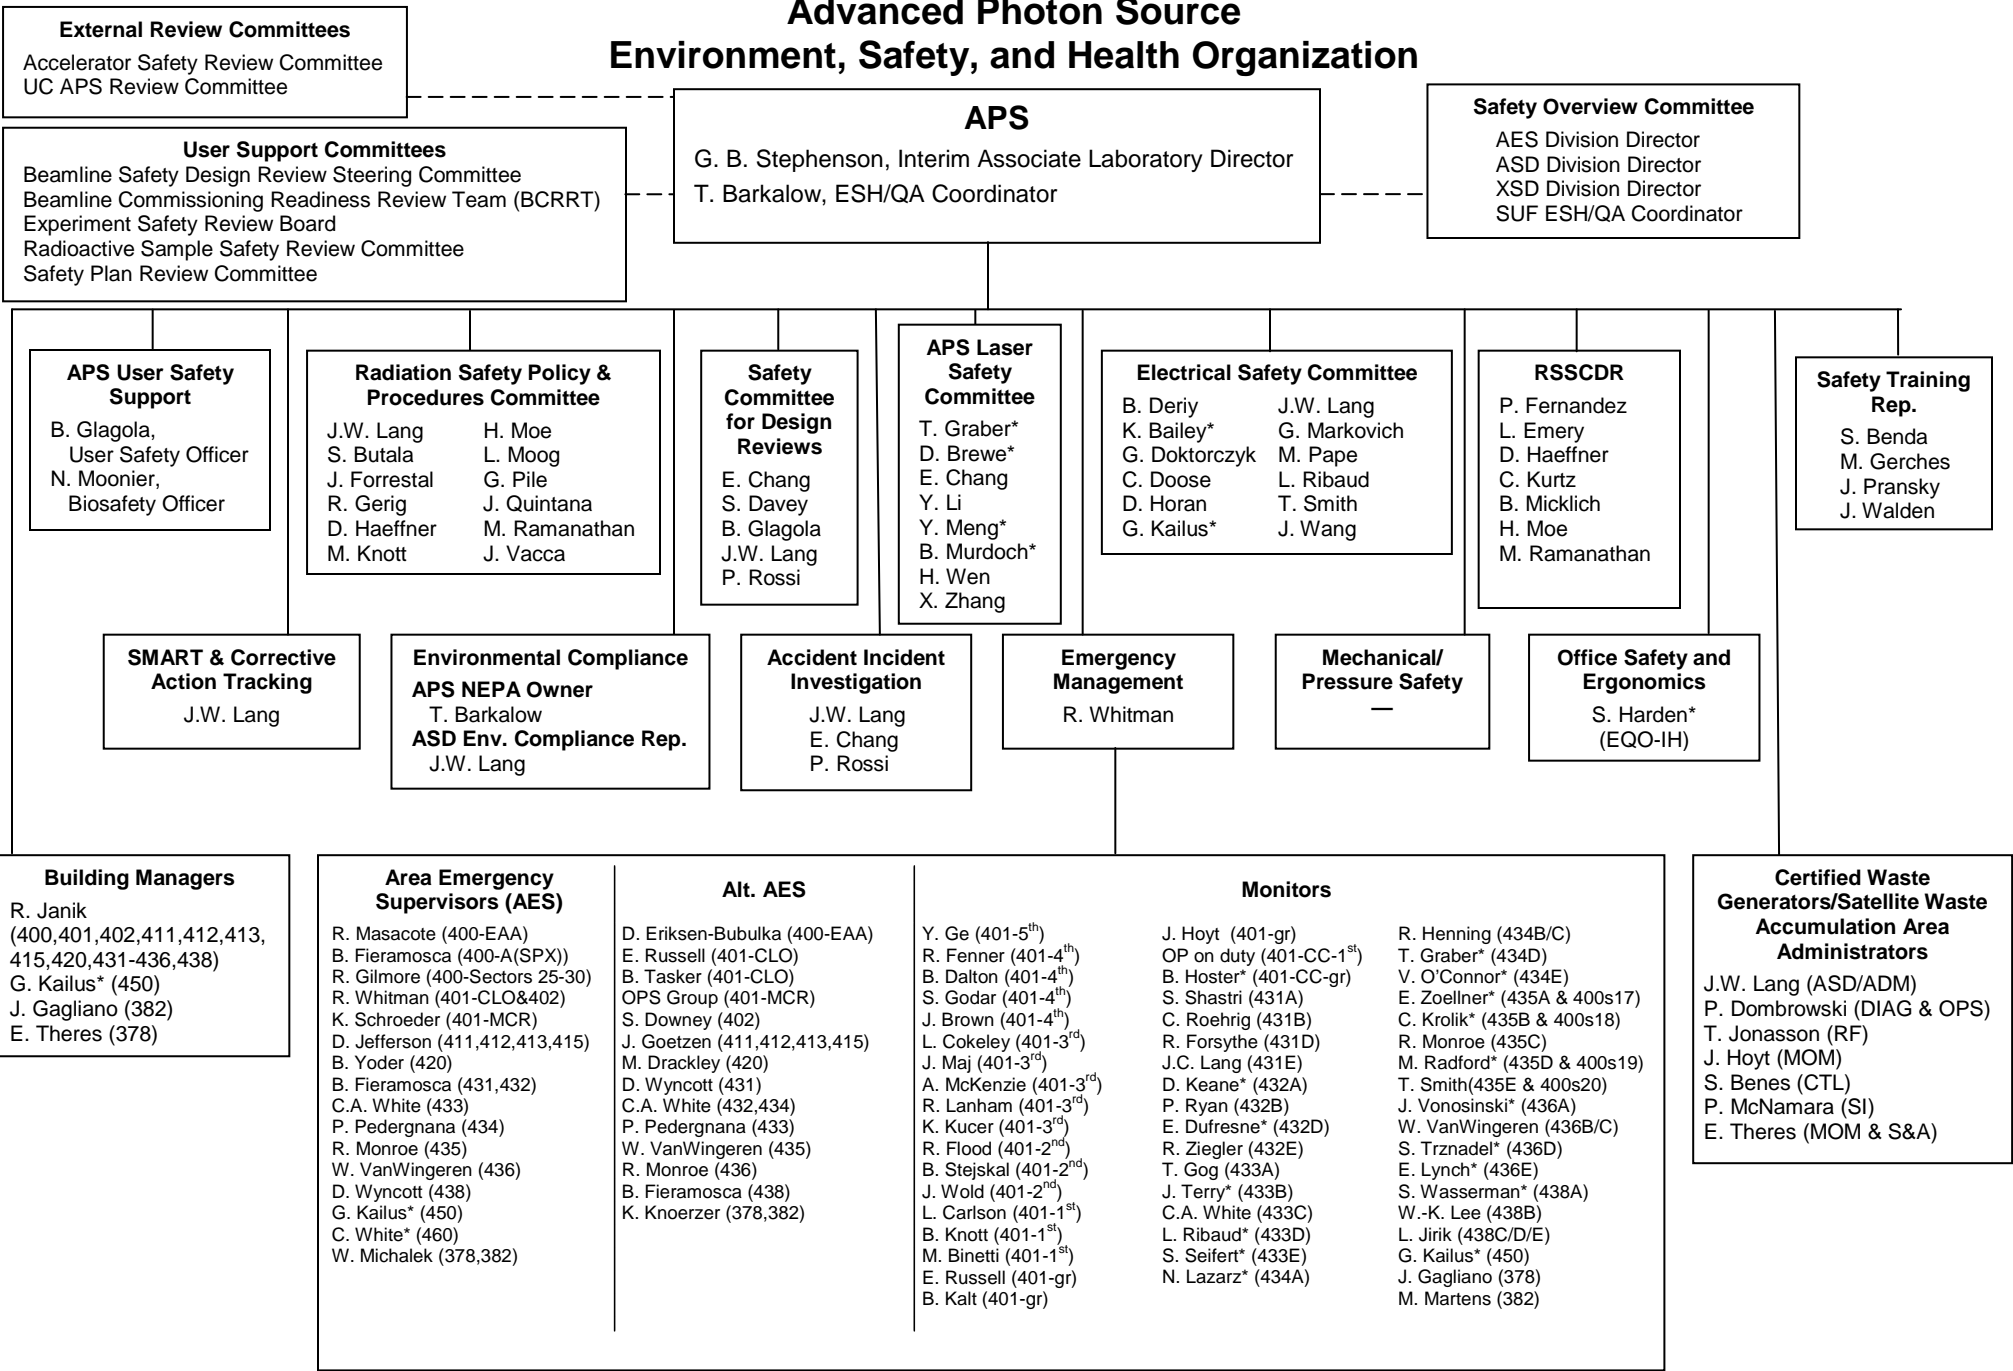 Advanced Photon Source
Environment, Safety, and Health Organization
External Review Committees
Accelerator Safety Review Committee
UC APS Review Committee
User Support Committees
Beamline Safety Design Review Steering Committee
Beamline Commissioning Readiness Review Team (BCRRT)
Experiment Safety Review Board
Radioactive Sample Safety Review Committee
Safety Plan Review Committee
APS
G. B. Stephenson, Interim Associate Laboratory Director
T. Barkalow, ESH/QA Coordinator
Safety Overview Committee
AES Division Director
ASD Division Director
XSD Division Director
SUF ESH/QA Coordinator
APS User Safety
Support
B. Glagola,
User Safety Officer
N. Moonier,
Biosafety Officer
Radiation Safety Policy &
Procedures Committee
J.W. Lang
S. Butala
J. Forrestal
R. Gerig
D. Haeffner
M. Knott
H. Moe
L. Moog
G. Pile
J. Quintana
M. Ramanathan
J. Vacca
Safety
Committee
for Design
Reviews
E. Chang
S. Davey
B. Glagola
J.W. Lang
P. Rossi
APS Laser
Safety
Committee
T. Graber*
D. Brewe*
E. Chang
Y. Li
Y. Meng*
B. Murdoch*
H. Wen
X. Zhang
Electrical Safety Committee
B. Deriy
K. Bailey*
G. Doktorczyk
C. Doose
D. Horan
G. Kailus*
J.W. Lang
G. Markovich
M. Pape
L. Ribaud
T. Smith
J. Wang
RSSCDR
P. Fernandez
L. Emery
D. Haeffner
C. Kurtz
B. Micklich
H. Moe
M. Ramanathan
Safety Training
Rep.
S. Benda
M. Gerches
J. Pransky
J. Walden
SMART & Corrective
Action Tracking
J.W. Lang
Environmental Compliance
APS NEPA Owner
T. Barkalow
ASD Env. Compliance Rep.
J.W. Lang
Accident Incident
Investigation
J.W. Lang
E. Chang
P. Rossi
Emergency
Management
R. Whitman
Mechanical/
Pressure Safety
—
Office Safety and
Ergonomics
S. Harden*
(EQO-IH)
Building Managers
R. Janik
(400,401,402,411,412,413,
415,420,431-436,438)
G. Kailus* (450)
J. Gagliano (382)
E. Theres (378)
Area Emergency
Supervisors (AES)
R. Masacote (400-EAA)
B. Fieramosca (400-A(SPX))
R. Gilmore (400-Sectors 25-30)
R. Whitman (401-CLO&402)
K. Schroeder (401-MCR)
D. Jefferson (411,412,413,415)
B. Yoder (420)
B. Fieramosca (431,432)
C.A. White (433)
P. Pedergnana (434)
R. Monroe (435)
W. VanWingeren (436)
D. Wyncott (438)
G. Kailus* (450)
C. White* (460)
W. Michalek (378,382)
Alt. AES
D. Eriksen-Bubulka (400-EAA)
E. Russell (401-CLO)
B. Tasker (401-CLO)
OPS Group (401-MCR)
S. Downey (402)
J. Goetzen (411,412,413,415)
M. Drackley (420)
D. Wyncott (431)
C.A. White (432,434)
P. Pedergnana (433)
W. VanWingeren (435)
R. Monroe (436)
B. Fieramosca (438)
K. Knoerzer (378,382)
Monitors
Y. Ge (401-5th)
R. Fenner (401-4th)
B. Dalton (401-4th)
S. Godar (401-4th)
J. Brown (401-4th)
L. Cokeley (401-3rd)
J. Maj (401-3rd)
A. McKenzie (401-3rd)
R. Lanham (401-3rd)
K. Kucer (401-3rd)
R. Flood (401-2nd)
B. Stejskal (401-2nd)
J. Wold (401-2nd)
L. Carlson (401-1st)
B. Knott (401-1st)
M. Binetti (401-1st)
E. Russell (401-gr)
B. Kalt (401-gr)
J. Hoyt (401-gr)
OP on duty (401-CC-1st)
B. Hoster* (401-CC-gr)
S. Shastri (431A)
C. Roehrig (431B)
R. Forsythe (431D)
J.C. Lang (431E)
D. Keane* (432A)
P. Ryan (432B)
E. Dufresne* (432D)
R. Ziegler (432E)
T. Gog (433A)
J. Terry* (433B)
C.A. White (433C)
L. Ribaud* (433D)
S. Seifert* (433E)
N. Lazarz* (434A)
R. Henning (434B/C)
T. Graber* (434D)
V. O'Connor* (434E)
E. Zoellner* (435A & 400s17)
C. Krolik* (435B & 400s18)
R. Monroe (435C)
M. Radford* (435D & 400s19)
T. Smith(435E & 400s20)
J. Vonosinski* (436A)
W. VanWingeren (436B/C)
S. Trznadel* (436D)
E. Lynch* (436E)
S. Wasserman* (438A)
W.-K. Lee (438B)
L. Jirik (438C/D/E)
G. Kailus* (450)
J. Gagliano (378)
M. Martens (382)
Certified Waste
Generators/Satellite Waste
Accumulation Area
Administrators
J.W. Lang (ASD/ADM)
P. Dombrowski (DIAG & OPS)
T. Jonasson (RF)
J. Hoyt (MOM)
S. Benes (CTL)
P. McNamara (SI)
E. Theres (MOM & S&A)